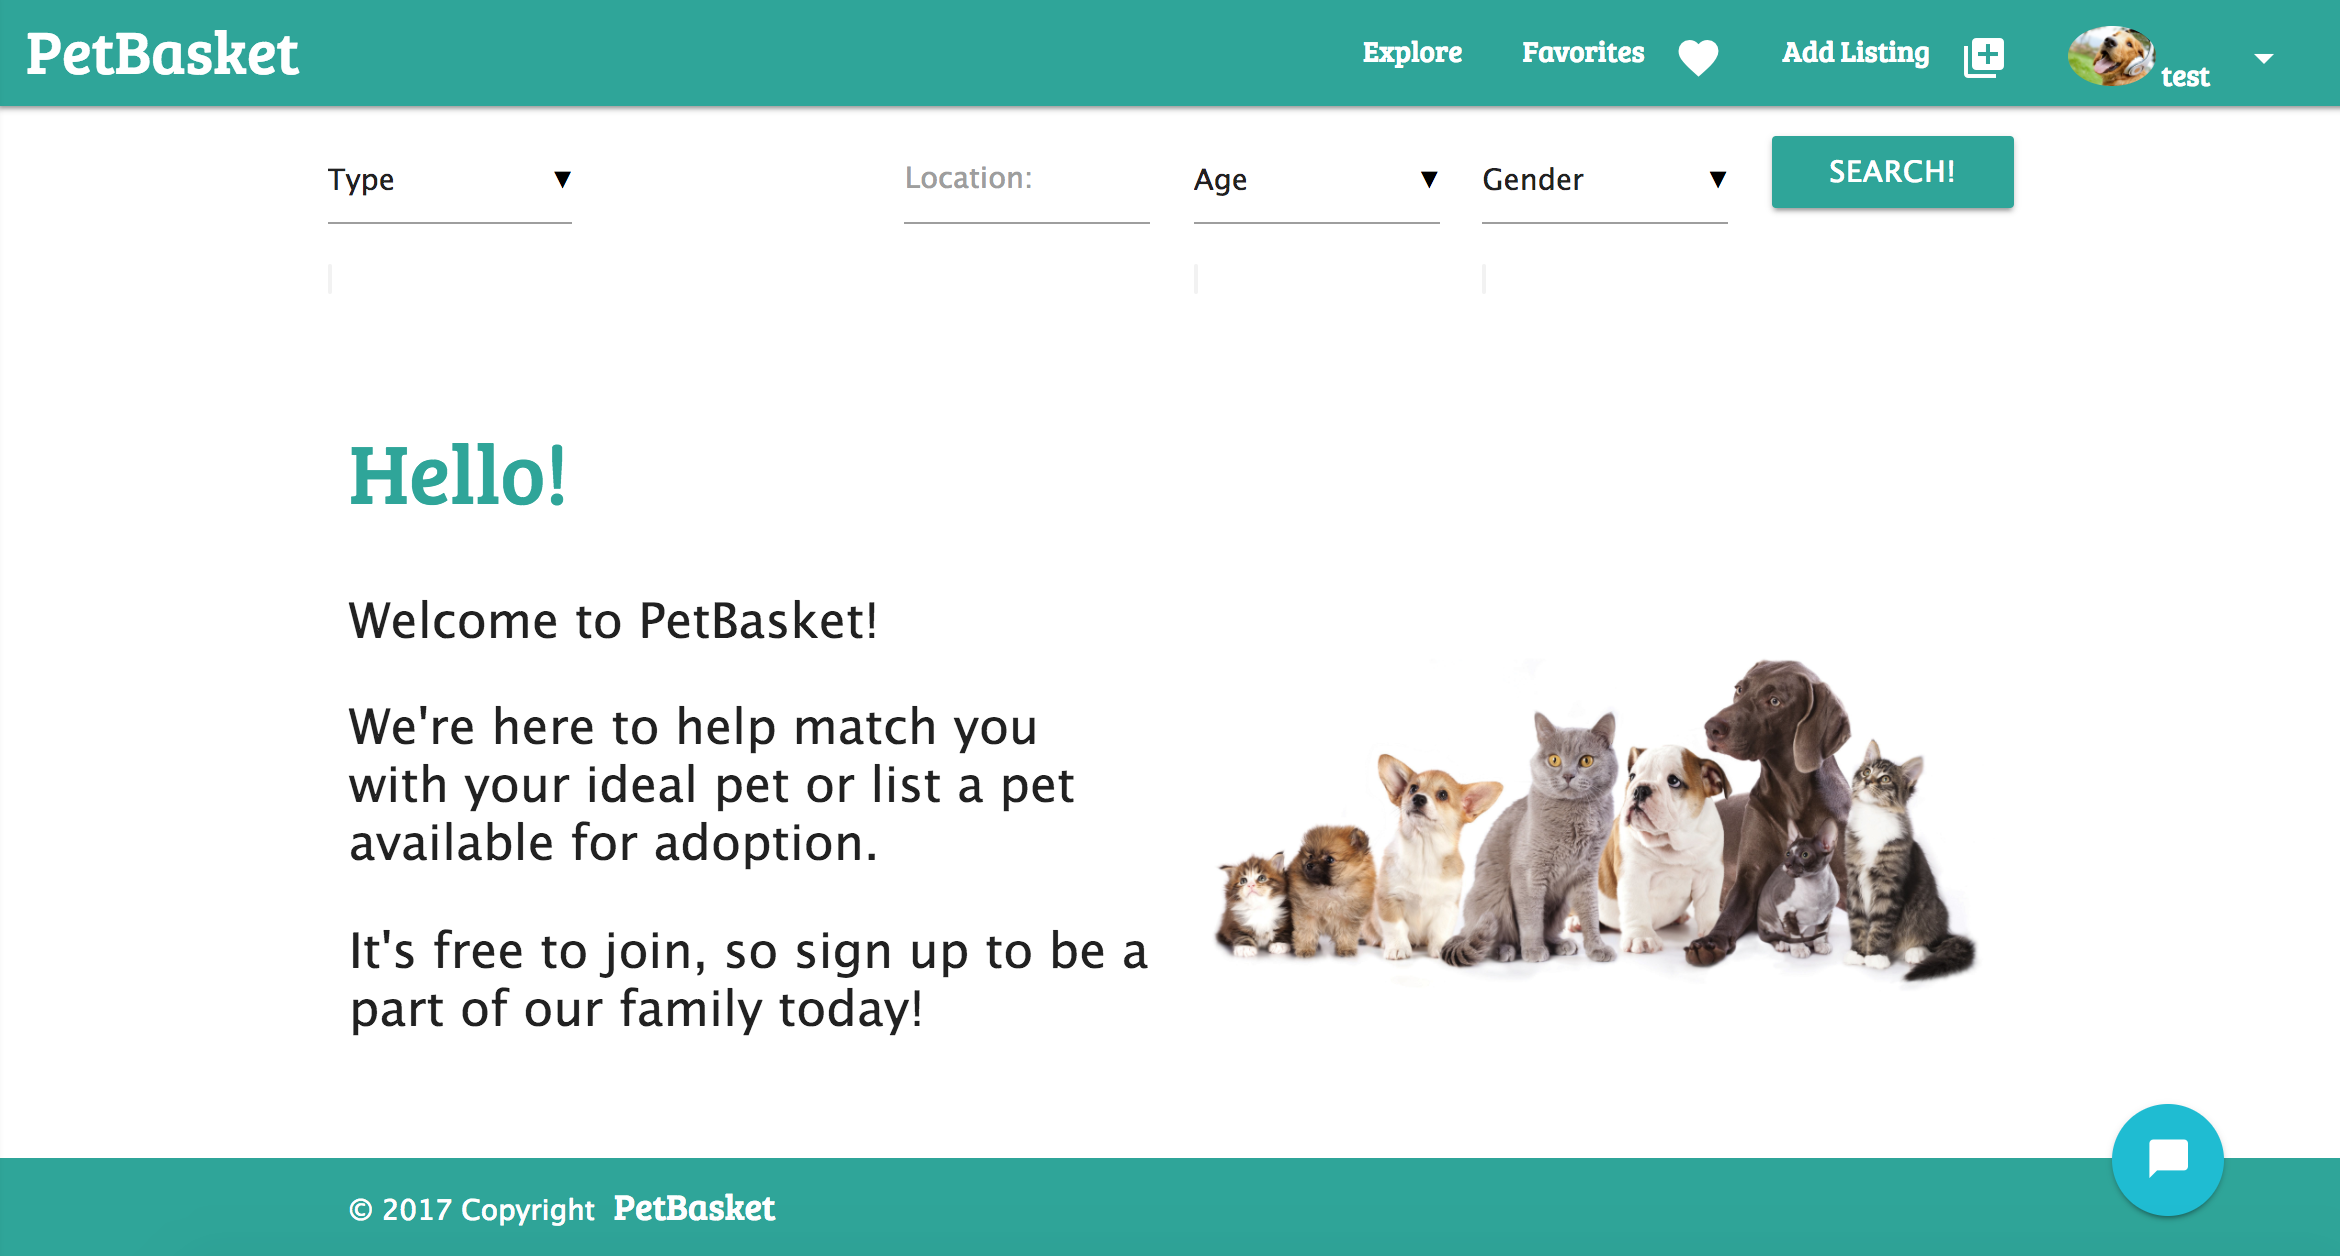 PetBasket
Explore Favorites Add Listing test
Type Location: Age Gender SEARCH!
Hello!
Welcome to PetBasket!
We're here to help match you
with your ideal pet or list a pet
available for adoption.
It's free to join, so sign up to be a
part of our family today!
© 2017 Copyright PetBasket